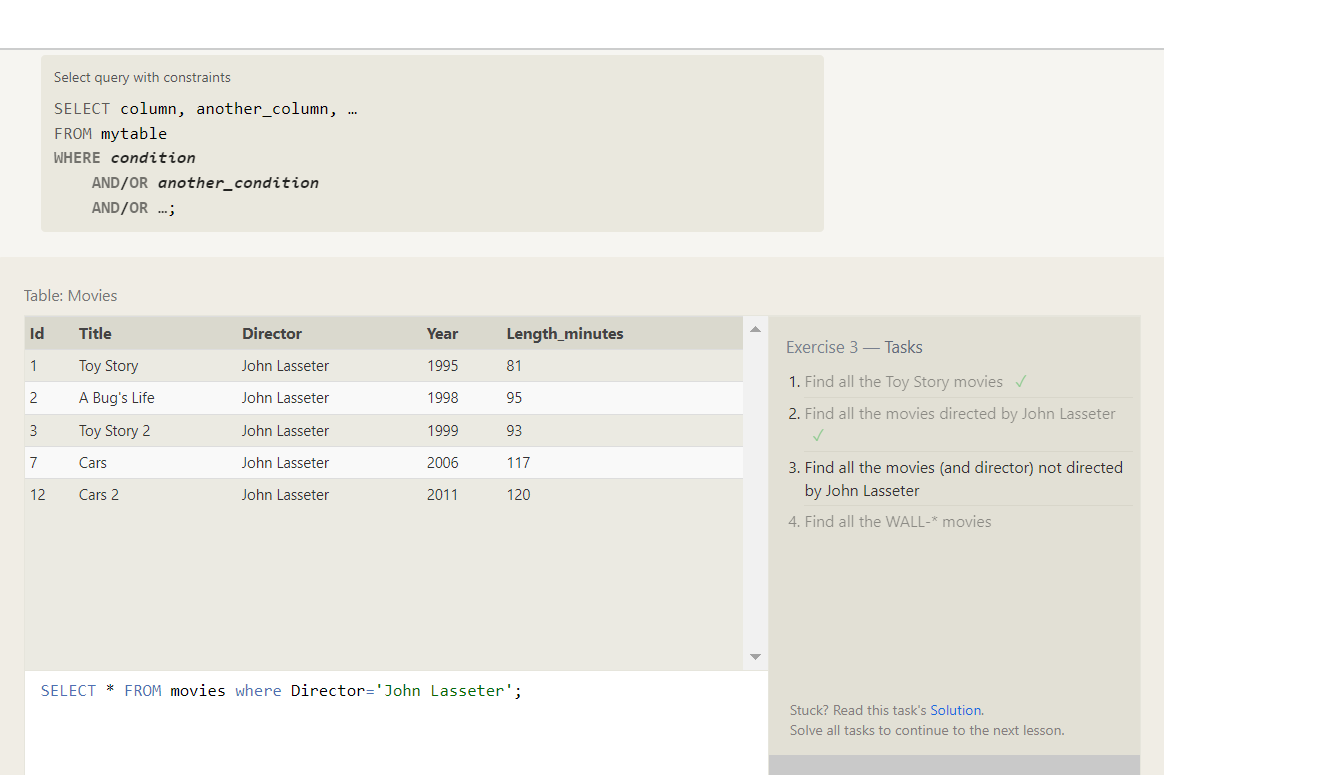 Select query with constraints
SELECT column, another_column, …
FROM mytable
WHERE condition
AND/OR another_condition
AND/OR …;
Table: Movies
Id Title Director Year Length_minutes
1 Toy Story John Lasseter 1995 81
2 A Bug's Life John Lasseter 1998 95
3 Toy Story 2 John Lasseter 1999 93
7 Cars John Lasseter 2006 117
12 Cars 2 John Lasseter 2011 120
SELECT * FROM movies where Director='John Lasseter';
Exercise 3 — Tasks
1. Find all the Toy Story movies ✓
2. Find all the movies directed by John Lasseter
✓
3. Find all the movies (and director) not directed
by John Lasseter
4. Find all the WALL-* movies
Stuck? Read this task's Solution.
Solve all tasks to continue to the next lesson.